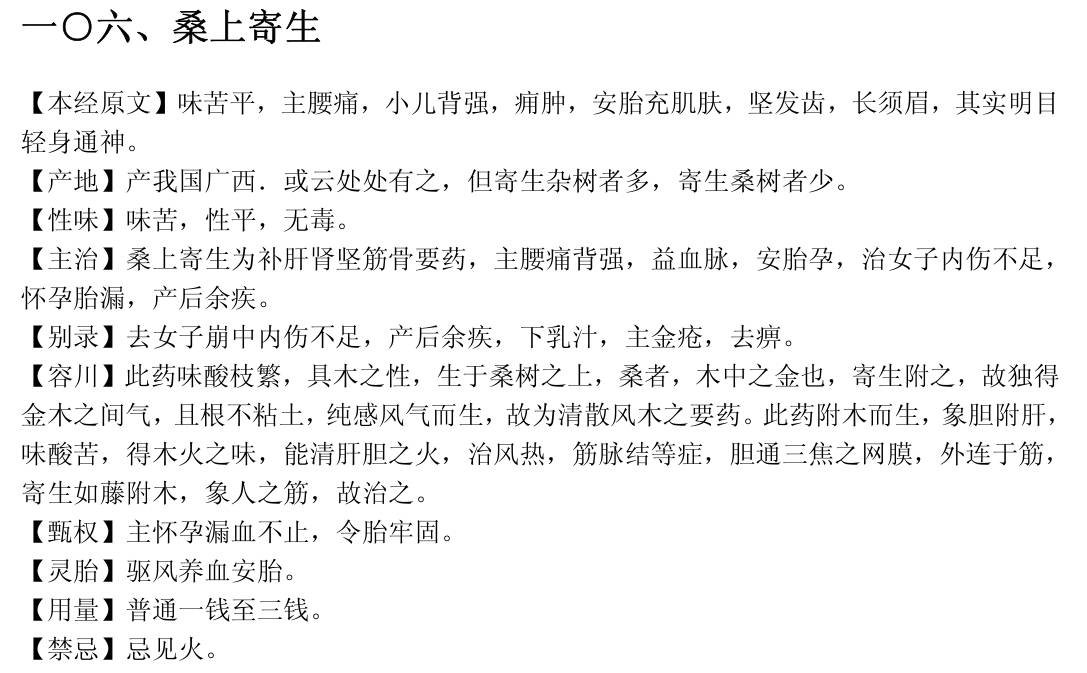 一〇六、桑上寄生
【本经原文】味苦平，主腰痛，小儿背强，痈肿，安胎充肌肤，坚发齿，长须眉，其实明目
轻身通神。
【产地】产我国广西．或云处处有之，但寄生杂树者多，寄生桑树者少。
【性味】味苦，性平，无毒。
【主治】桑上寄生为补肝肾坚筋骨要药，主腰痛背强，益血脉，安胎孕，治女子内伤不足，
怀孕胎漏，产后余疾。
【别录】去女子崩中内伤不足，产后余疾，下乳汁，主金疮，去痹。
【容川】此药味酸枝繁，具木之性，生于桑树之上，桑者，木中之金也，寄生附之，故独得
金木之间气，且根不粘土，纯感风气而生，故为清散风木之要药。此药附木而生，象胆附肝，
味酸苦，得木火之味，能清肝胆之火，治风热，筋脉结等症，胆通三焦之网膜，外连于筋，
寄生如藤附木，象人之筋，故治之。
【甄权】主怀孕漏血不止，令胎牢固。
【灵胎】驱风养血安胎。
【用量】普通一钱至三钱。
【禁忌】忌见火。